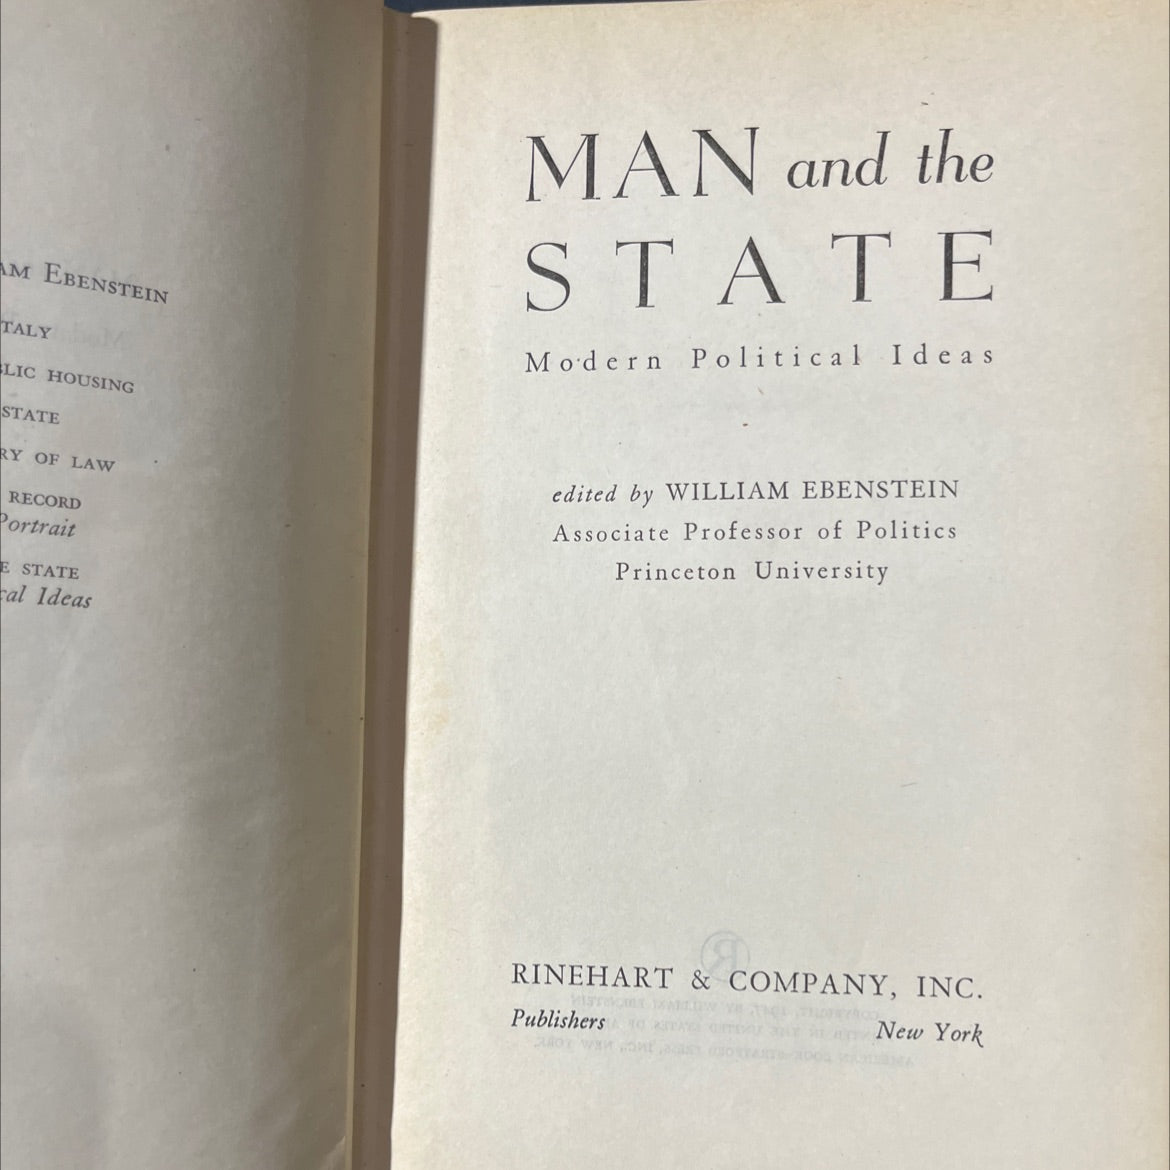 AM EBENSTEIN
TALY
LIC HOUSING
STATE
RY OF LAW
RECORD
Portrait
E STATE
cal Ideas
MAN and the
STATE
Modern Political Ideas
edited by WILLIAM EBENSTEIN
Associate Professor of Politics
Princeton University
RINEHART & COMPANY, INC.
Publishers New York